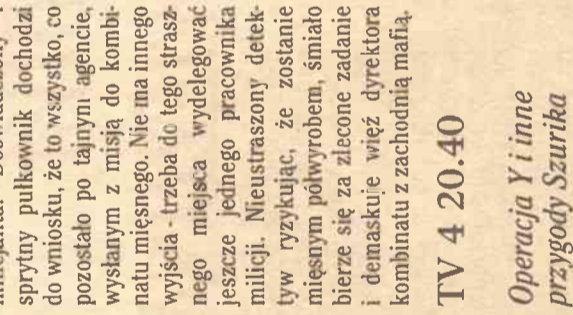 sprytny pułkownik dochodzi
do wniosku, że to wszystko, co
pozostało po tajnym agencie,
wysłanym z misją do kombi-
natu mięsnego. Nie ma innego
wyjścia - trzeba do tego strasz-
nego miejsca wydelegować
jeszcze jednego pracownika
milicji. Nieustraszony detek-
tyw ryzykując, że zostanie
mięsnym półwyrobem, śmiało
bierze się za zlecone zadanie
i demaskuje więź dyrektora
kombinatu z zachodnią mafią.
TV 4 20.40
Operacja Y i inne
przygody Szurika